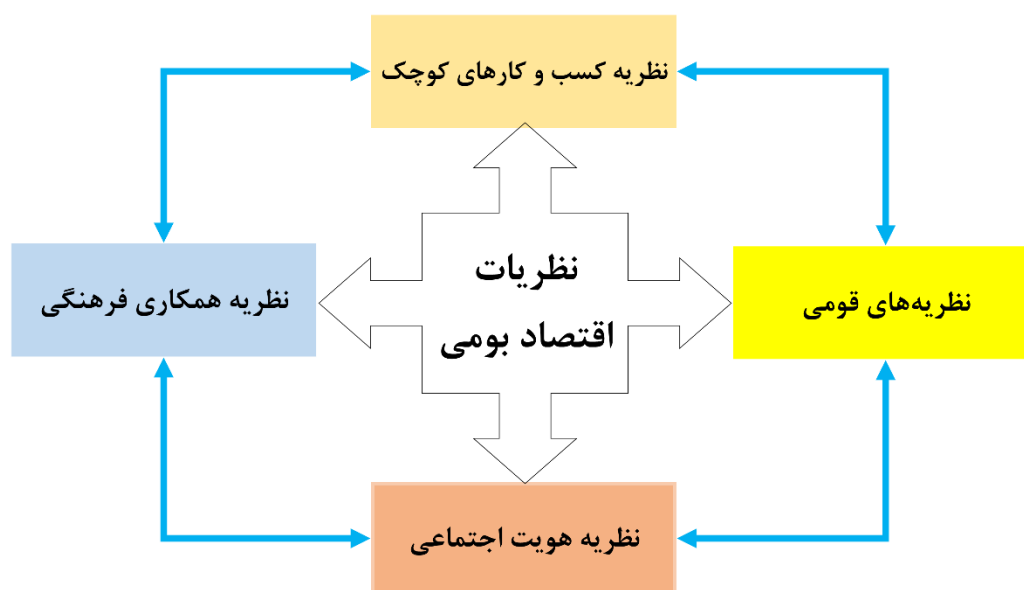 نظریه کسب و کارهای کوچک
نظریه‌های قومی
نظریات
اقتصاد بومی
نظریه همکاری فرهنگی
نظریه هویت اجتماعی